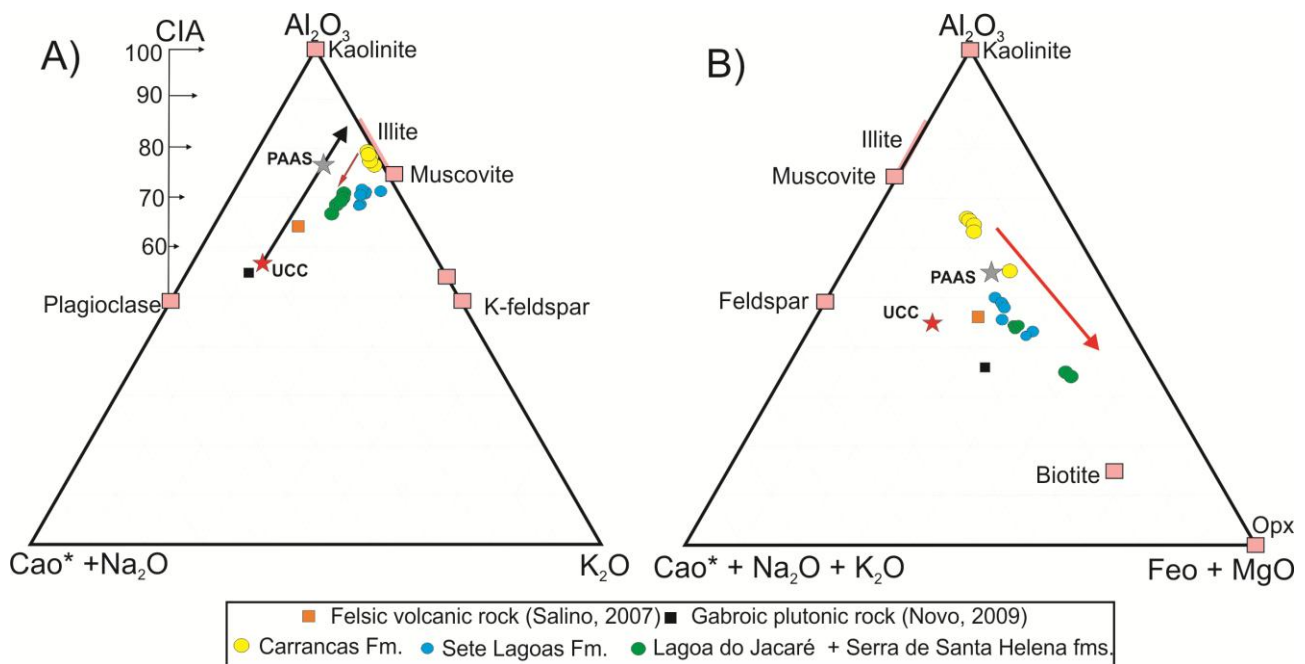 A)
CIA
100
90
80
70
60
Al₂O₃
Kaolinite
Illite
PAAS
Muscovite
UCC
Plagioclase
K-feldspar
Cao* +Na₂O
K₂O
B)
Al₂O₃
Kaolinite
Illite
Muscovite
PAAS
Feldspar
UCC
Biotite
Opx
Cao* + Na₂O + K₂O
Feo + MgO
Felsic volcanic rock (Salino, 2007) Gabroic plutonic rock (Novo, 2009)
Carrancas Fm. Sete Lagoas Fm. Lagoa do Jacaré + Serra de Santa Helena fms.